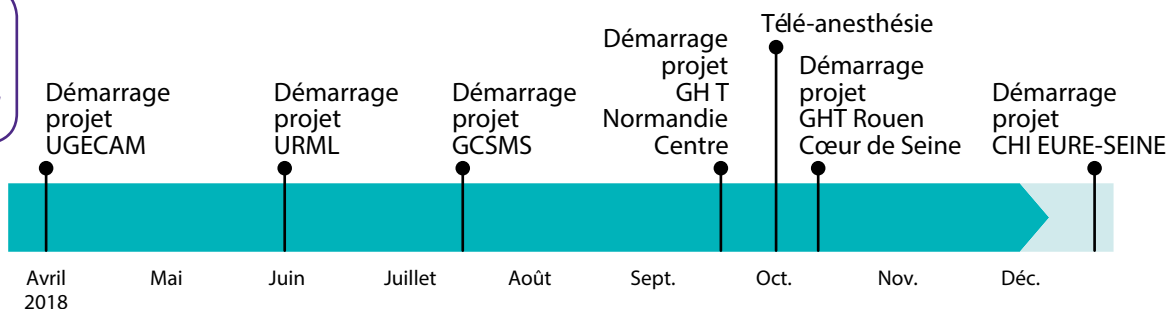 Démarrage
projet
UGECAM
Démarrage
projet
URML
Démarrage
projet
GCSMS
Démarrage
projet
GH T
Normandie
Centre
Télé-anesthésie
Démarrage
projet
GHT Rouen
Cœur de Seine
Démarrage
projet
CHI EURE-SEINE
Avril
2018
Mai
Juin
Juillet
Août
Sept.
Oct.
Nov.
Déc.